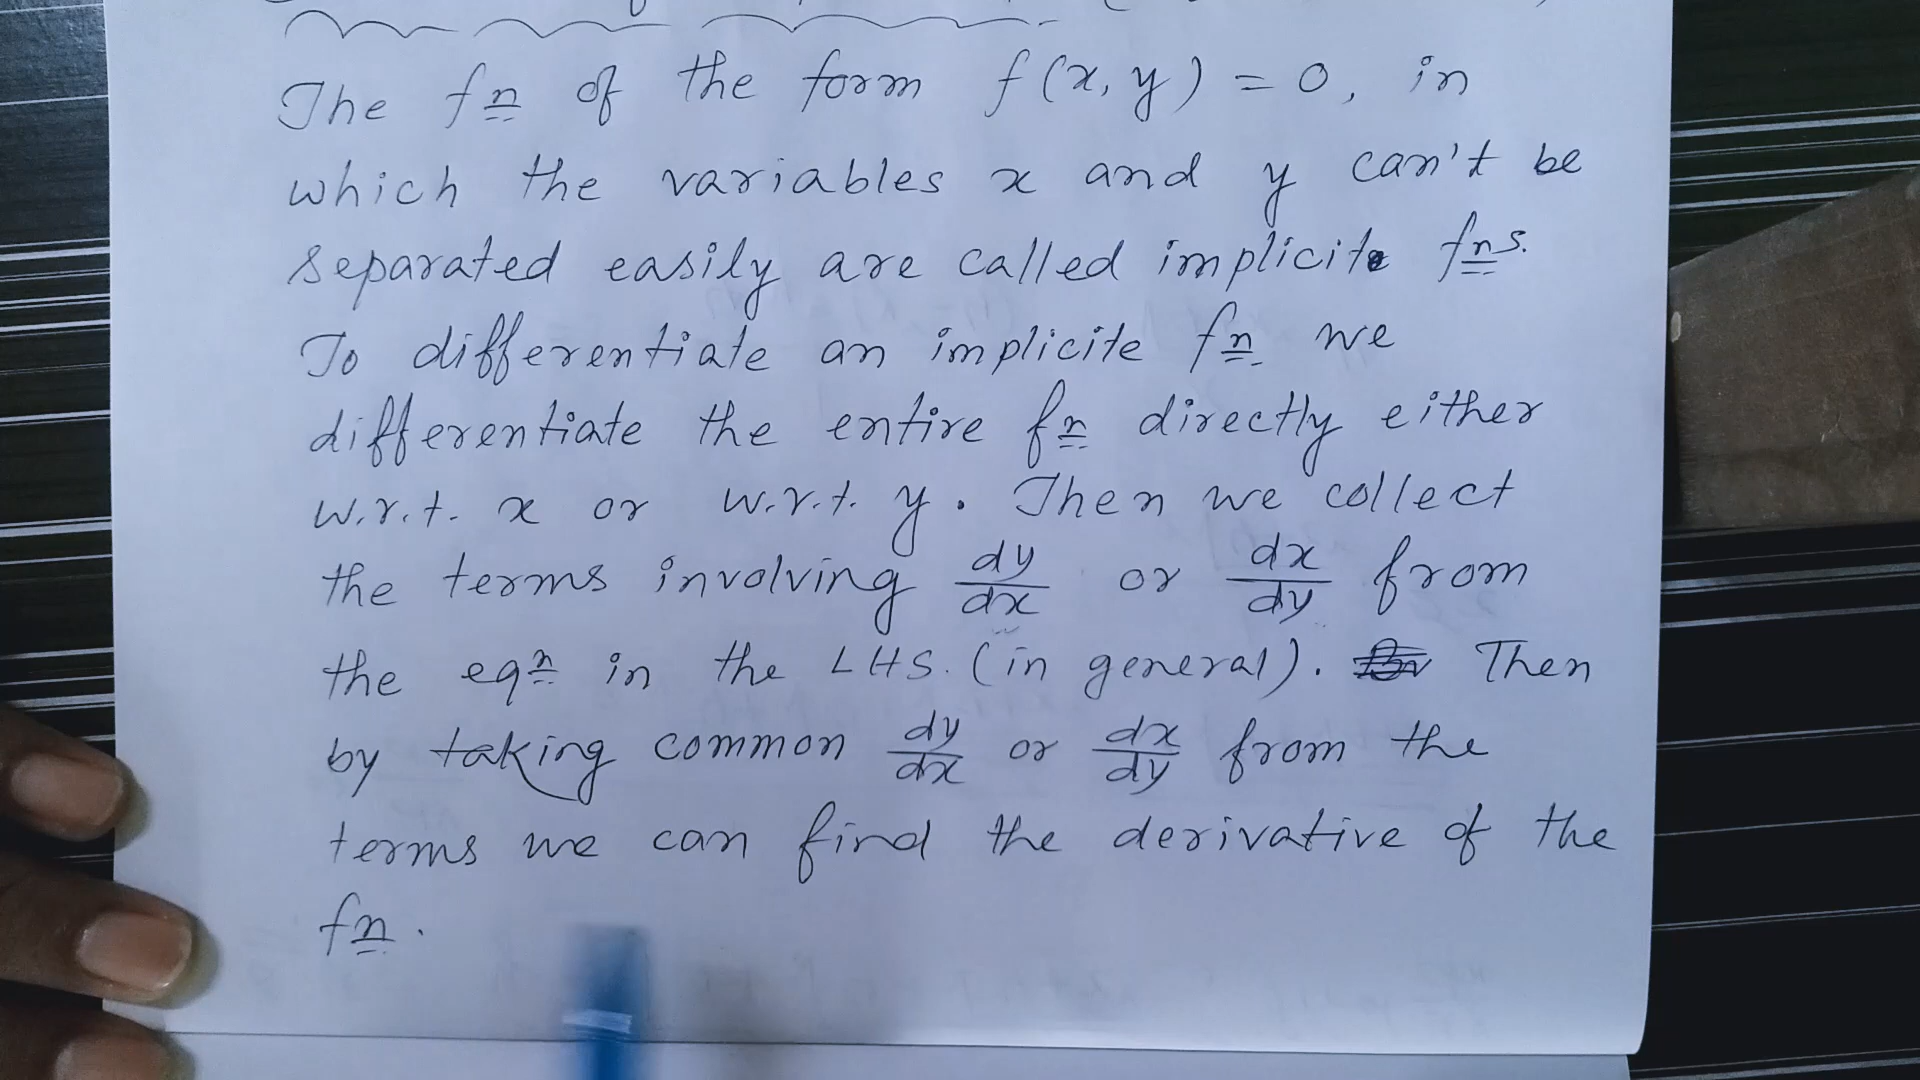 The fn of the form f(x, y) = 0, in
which the variables x and y can't be
separated easily are called implicite fns.
To differentiate an implicite fn we
differentiate the entire fn directly either
w.r.t. x or w.r.t. y. Then we collect
the terms involving dy/dx or dx/dy from
the eqn in the LHS. (in general). Then
by taking common dy/dx or dx/dy from the
terms we can find the derivative of the
fn.